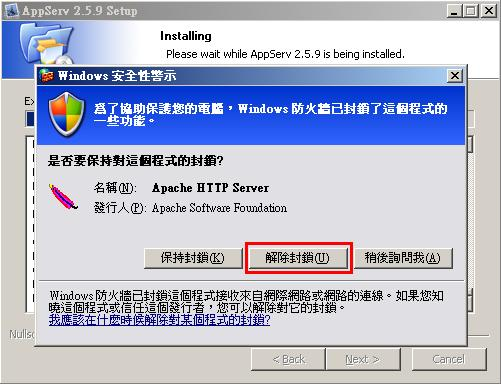 AppServ 2.5.9 Setup
Installing
Please wait while AppServ 2.5.9 is being installed.
Windows 安全性警示
為了協助保護您的電腦，Windows 防火牆已封鎖了這個程式的
一些功能。
是否要保持對這個程式的封鎖?
名稱(N): Apache HTTP Server
發行人(P): Apache Software Foundation
保持封鎖(K) 解除封鎖(U) 稍後詢問我(A)
Windows 防火牆已封鎖這個程式接收來自網際網路或網路的連線。如果您知
曉這個程式或信任這個發行者，您可以解除對它的封鎖。
我應該在什麼時候解除對某個程式的封鎖?
< Back Next > Cancel